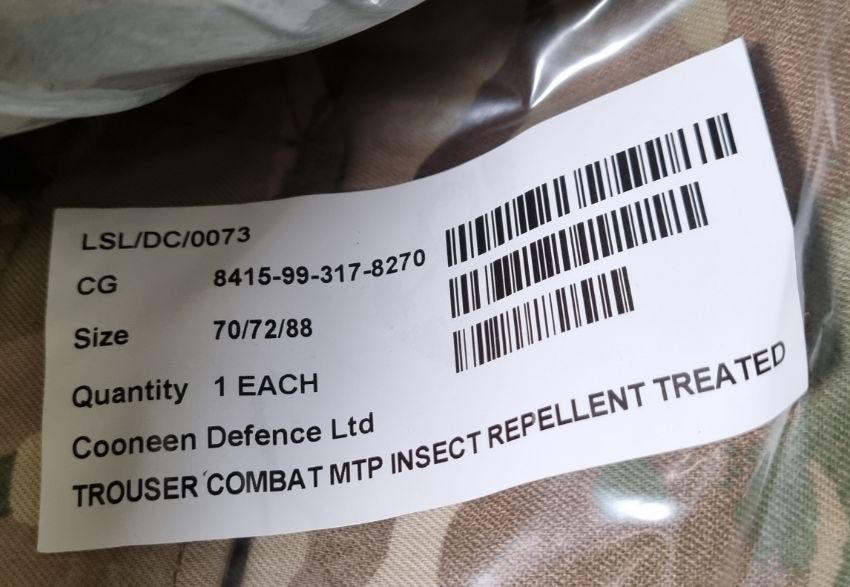 LSL/DC/0073
CG 8415-99-317-8270
Size 70/72/88
Quantity 1 EACH
Cooneen Defence Ltd
TROUSER COMBAT MTP INSECT REPELLENT TREATED